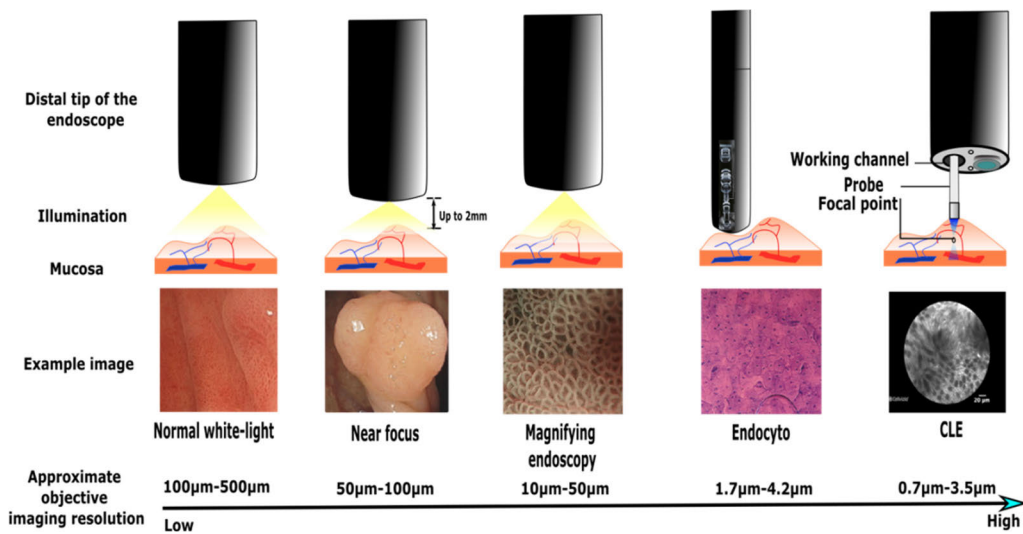 Distal tip of the
endoscope
Working channel
Probe
Focal point
Illumination
Up to 2mm
Mucosa
Example image
20 µm
Normal white-light
Near focus
Magnifying
endoscopy
Endocyto
CLE
Approximate
objective
imaging resolution
100µm-500µm
50µm-100µm
10µm-50µm
1.7µm-4.2µm
0.7µm-3.5µm
Low
High